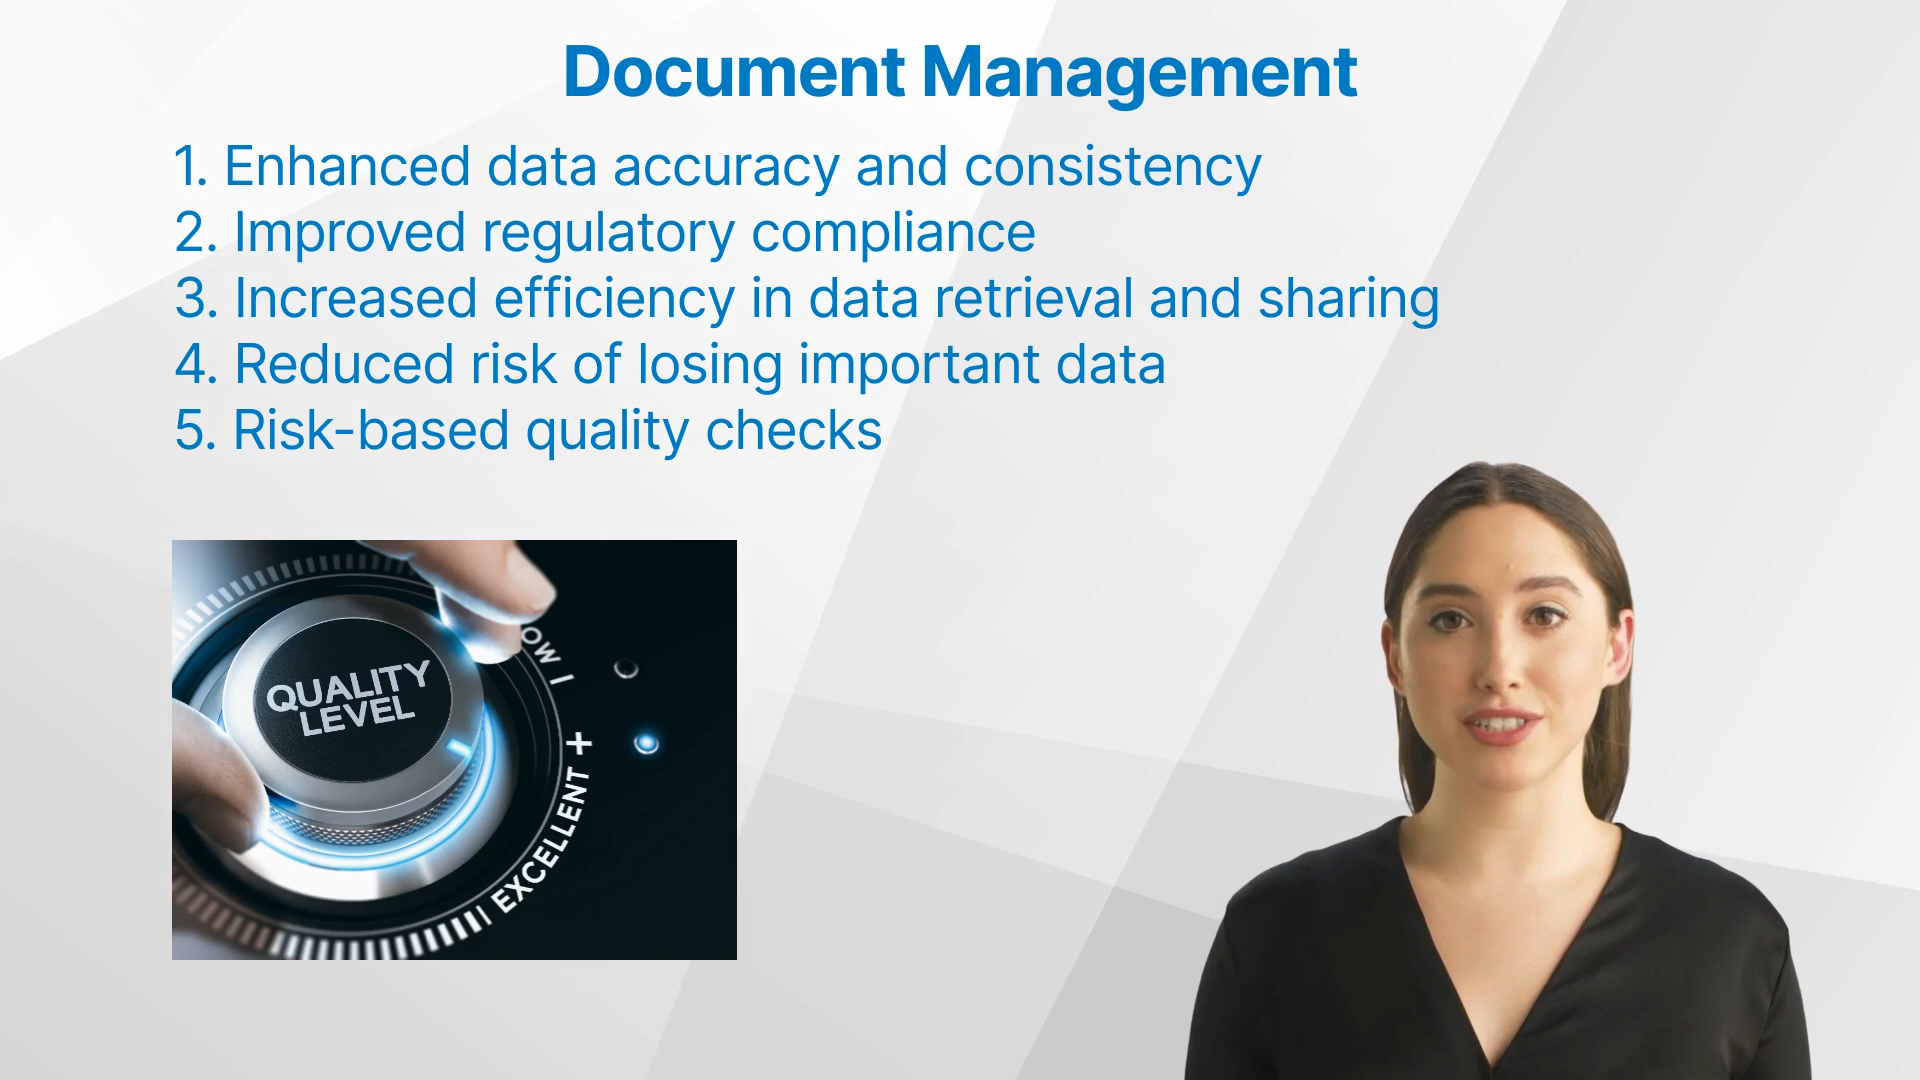 Document Management
1. Enhanced data accuracy and consistency
2. Improved regulatory compliance
3. Increased efficiency in data retrieval and sharing
4. Reduced risk of losing important data
5. Risk-based quality checks
QUALITY
LEVEL
OW
EXCELLENT +